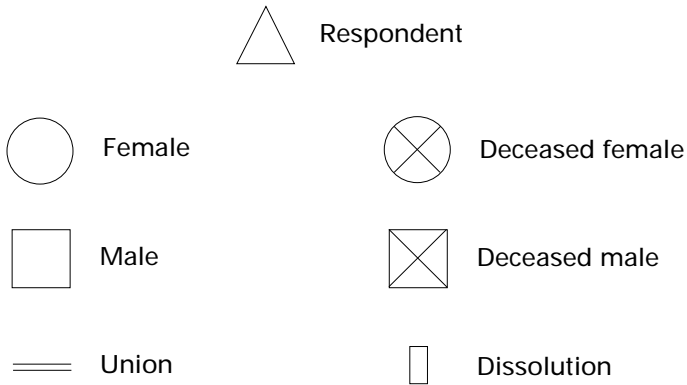 Respondent
Female
Deceased female
Male
Deceased male
Union
Dissolution